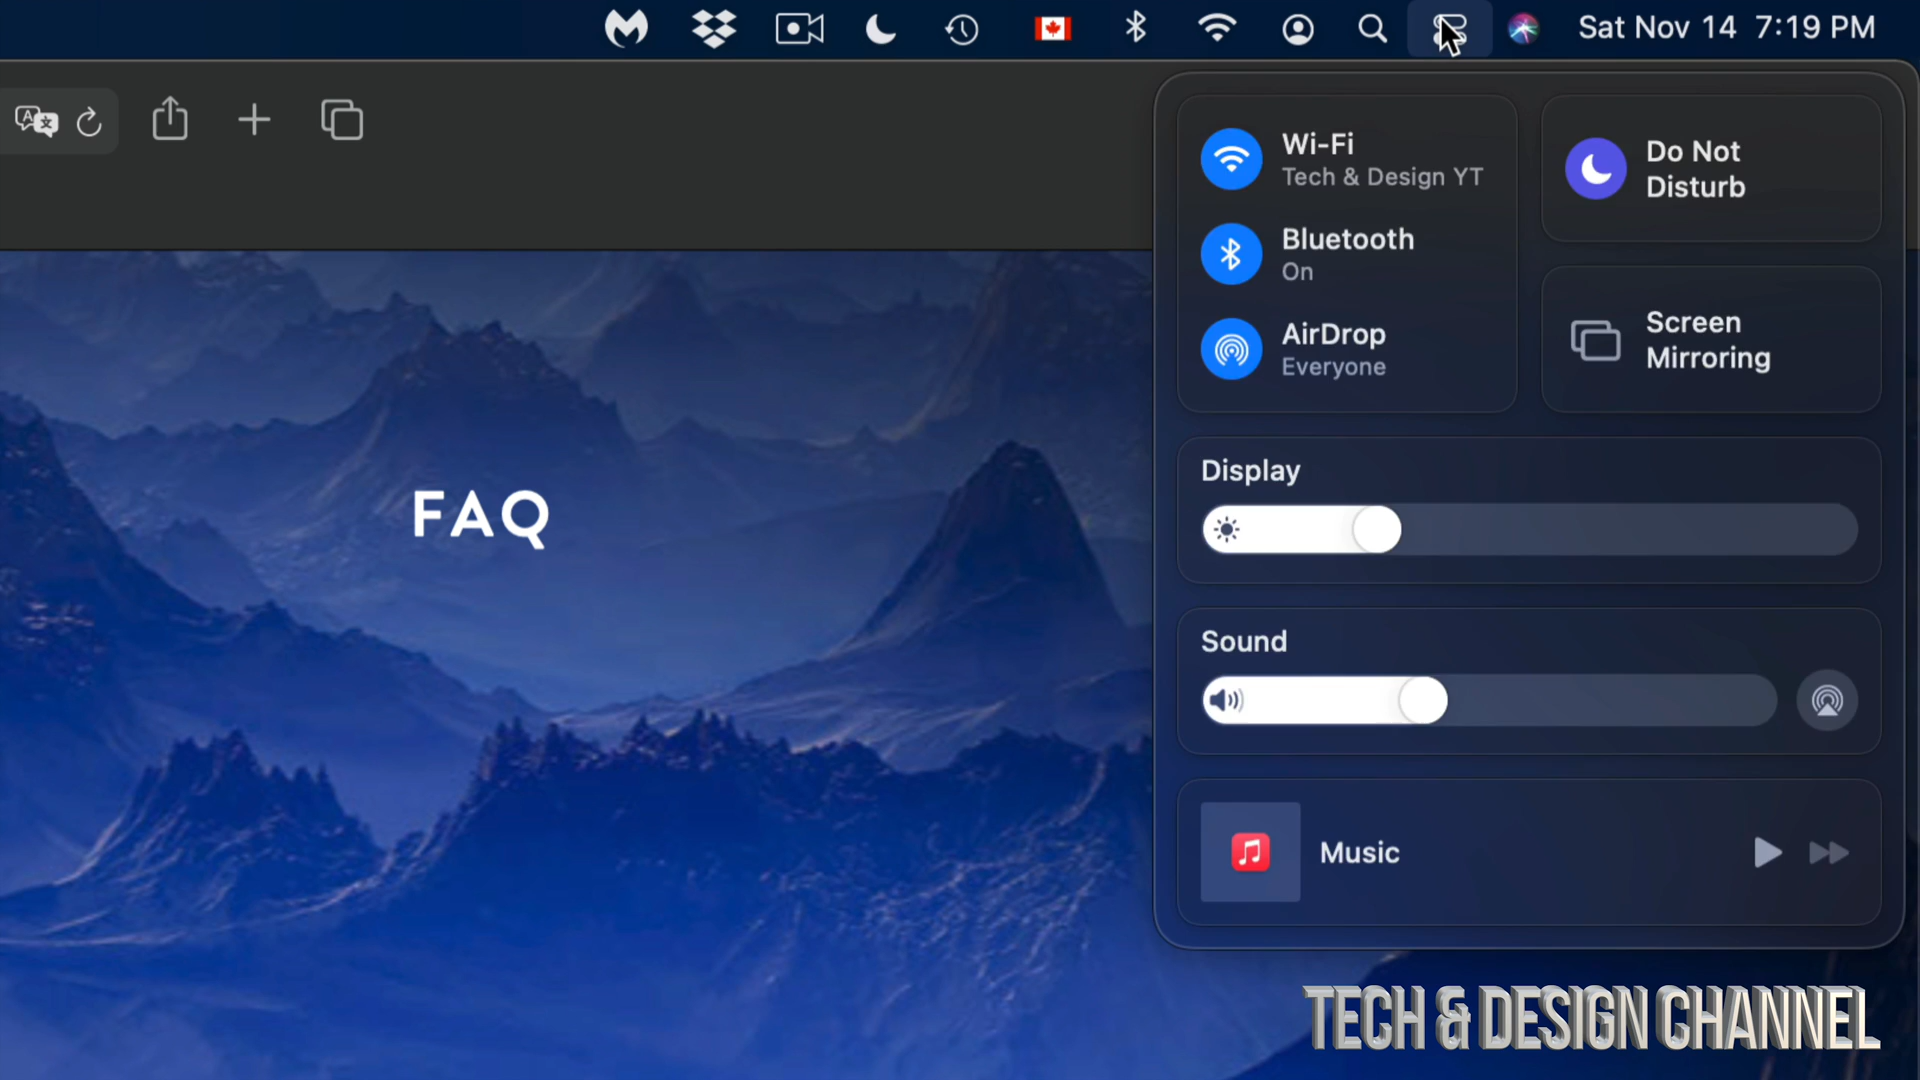 Sat Nov 14 7:19 PM
Wi-Fi
Tech & Design YT
Bluetooth
On
AirDrop
Everyone
Do Not
Disturb
Screen
Mirroring
Display
Sound
Music
FAQ
TECH & DESIGN CHANNEL